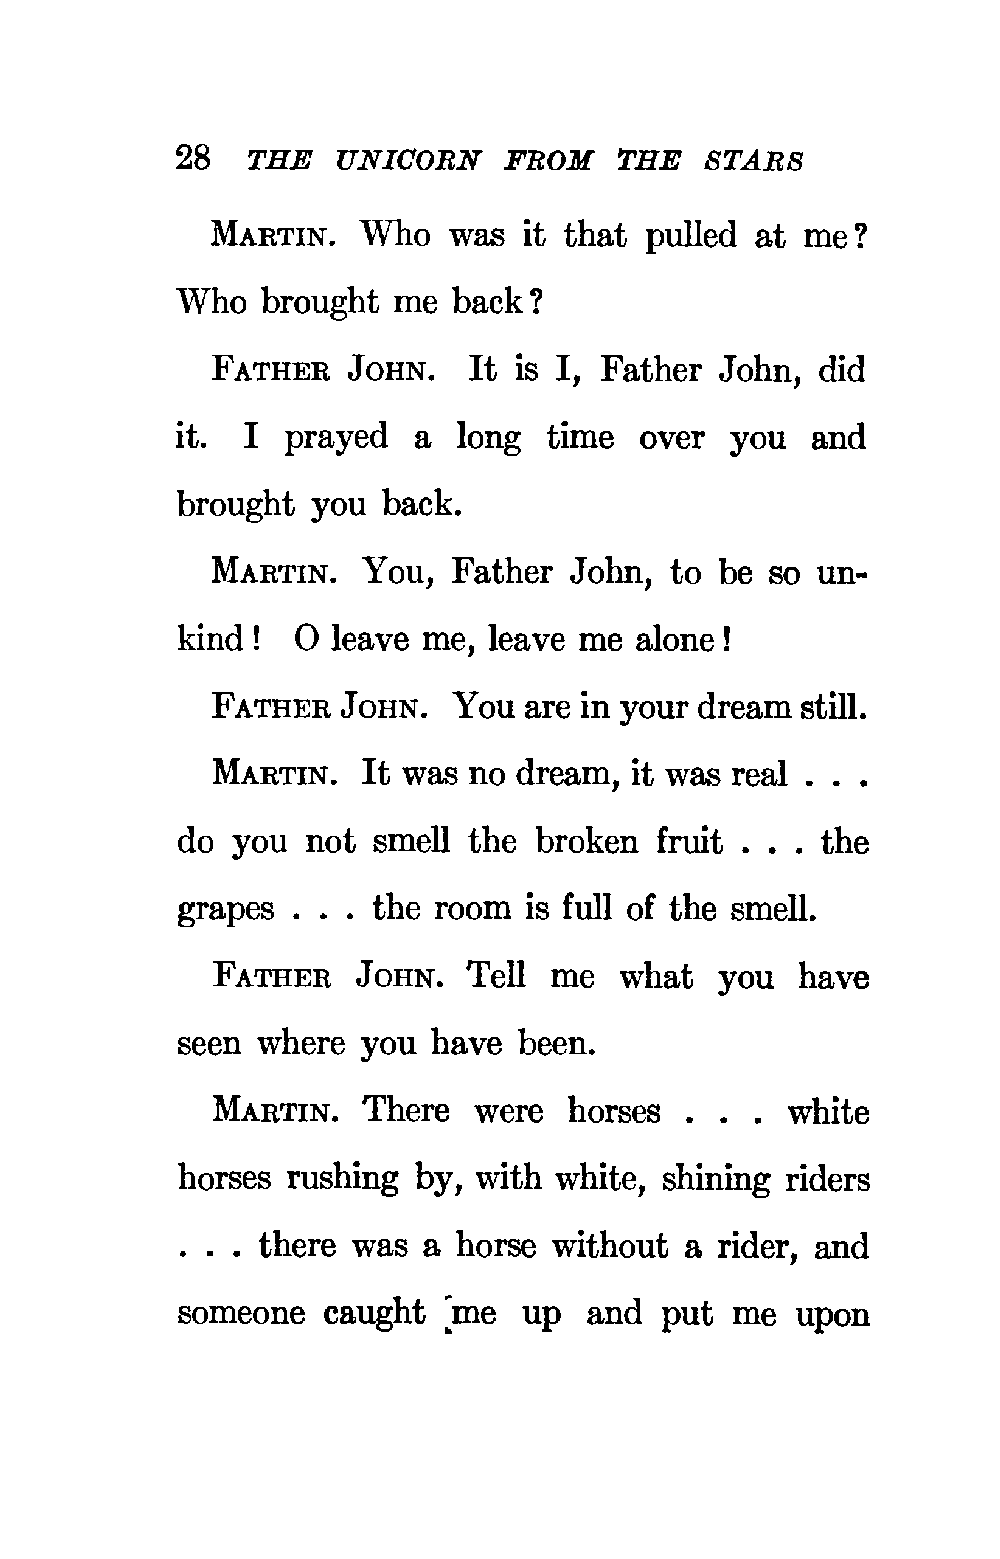 28 THE UNICORN FROM THE STARS
MARTIN. Who was it that pulled at me?
Who brought me back?
FATHER JOHN. It is I, Father John, did
it. I prayed a long time over you and
brought you back.
MARTIN. You, Father John, to be so un-
kind! O leave me, leave me alone!
FATHER JOHN. You are in your dream still.
MARTIN. It was no dream, it was real . . .
do you not smell the broken fruit . . . the
grapes . . . the room is full of the smell.
FATHER JOHN. Tell me what you have
seen where you have been.
MARTIN. There were horses . . . white
horses rushing by, with white, shining riders
. . . there was a horse without a rider, and
someone caught me up and put me upon